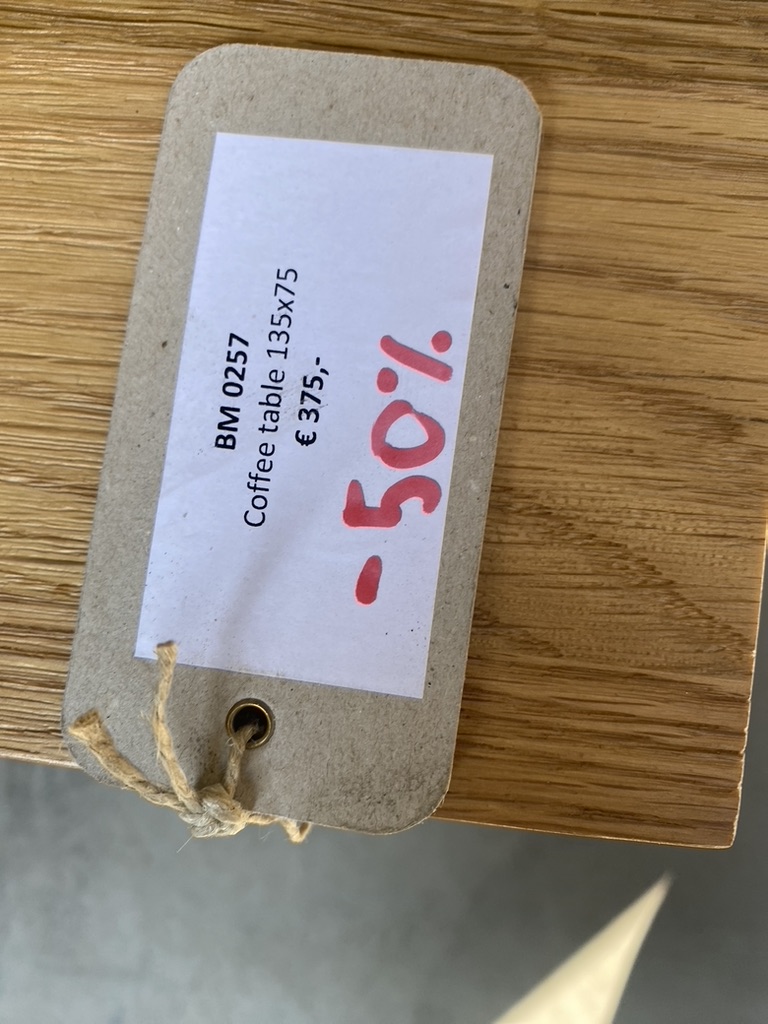 BM 0257
Coffee table 135x75
€ 375,-
-50%